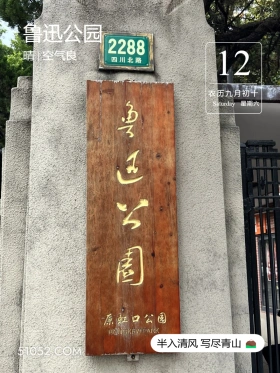 鲁迅公园
晴 | 空气良
2288
四川北路
12
农历九月初十
Saturday 星期六
鲁迅公园
原虹口公园
半入清风 写尽青山